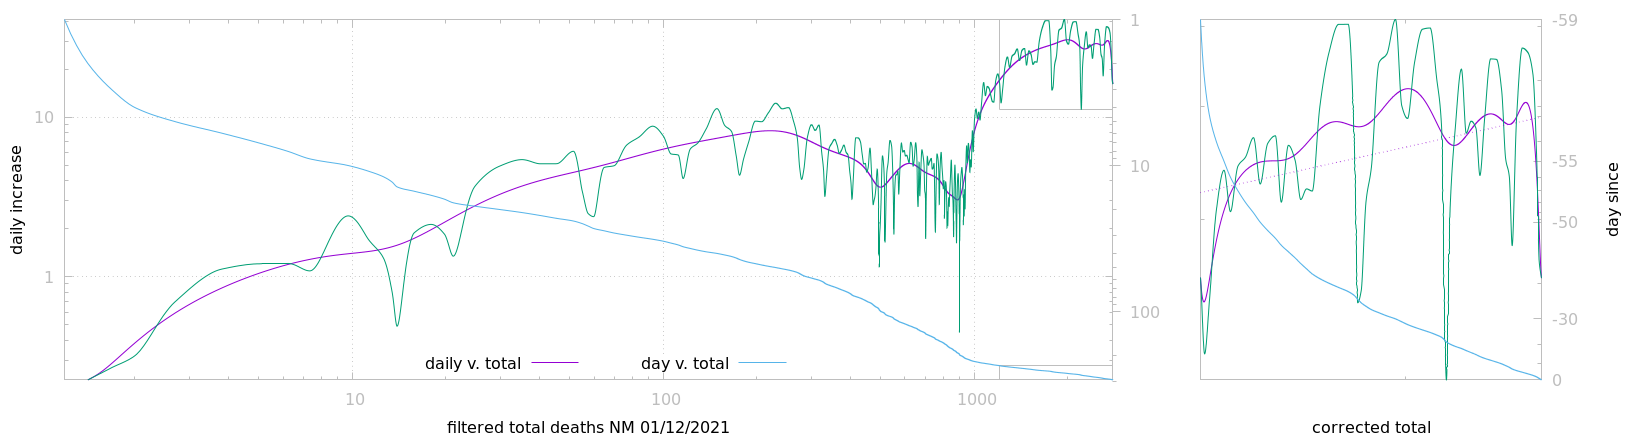 daily increase
10
1
1
10
100
daily v. total
day v. total
10
100
1000
filtered total deaths NM 01/12/2021
-59
-55
-50
-30
0
day since
corrected total